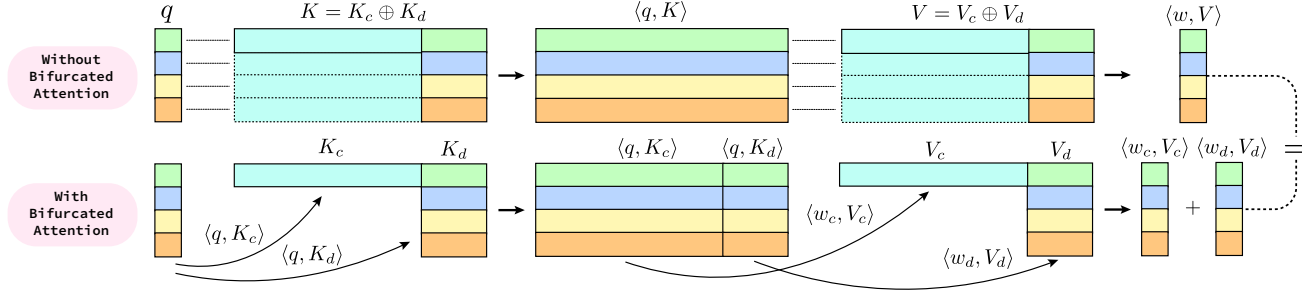 q
K = K_c ⊕ K_d
⟨q, K⟩
V = V_c ⊕ V_d
⟨w, V⟩
Without
Bifurcated
Attention
K_c
K_d
⟨q, K_c⟩
⟨q, K_d⟩
V_c
V_d
⟨w_c, V_c⟩
⟨w_d, V_d⟩
=
With
Bifurcated
Attention
⟨q, K_c⟩
⟨q, K_d⟩
⟨w_c, V_c⟩
⟨w_d, V_d⟩
+